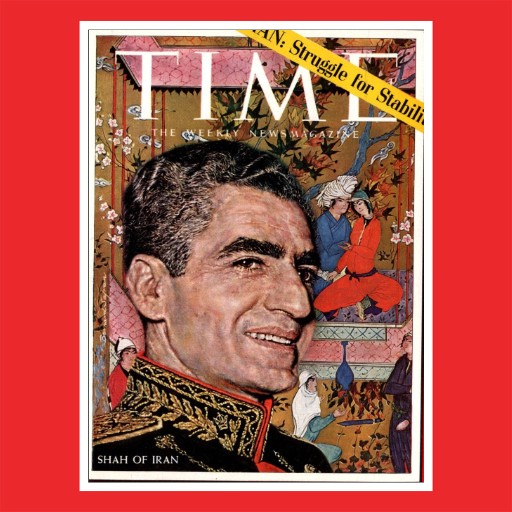 AN: Struggle for Stabili
TIME
THE WEEKLY NEWSMAGAZINE
SHAH OF IRAN